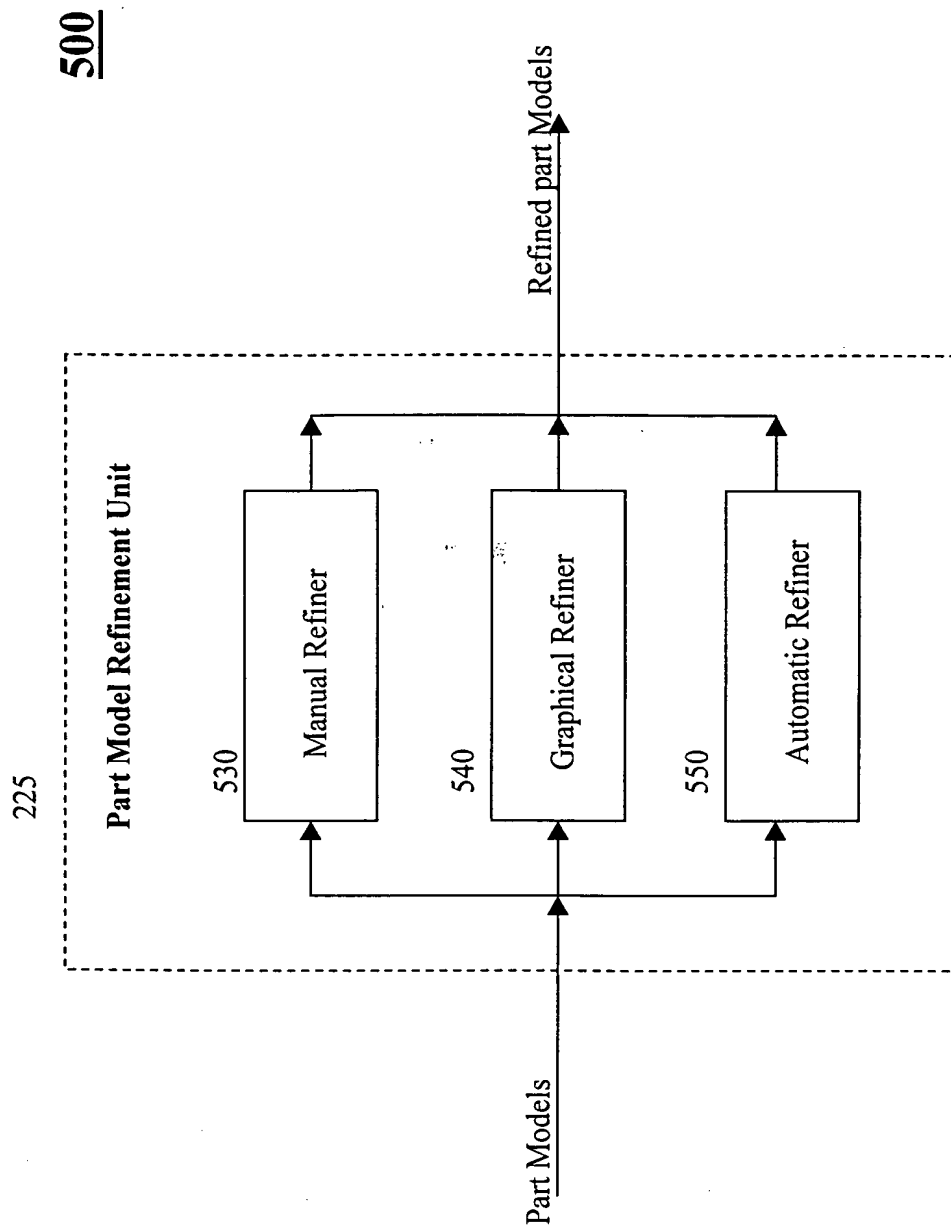 500
225
Part Model Refinement Unit
530
Manual Refiner
Part Models
540
Graphical Refiner
Refined part Models
550
Automatic Refiner